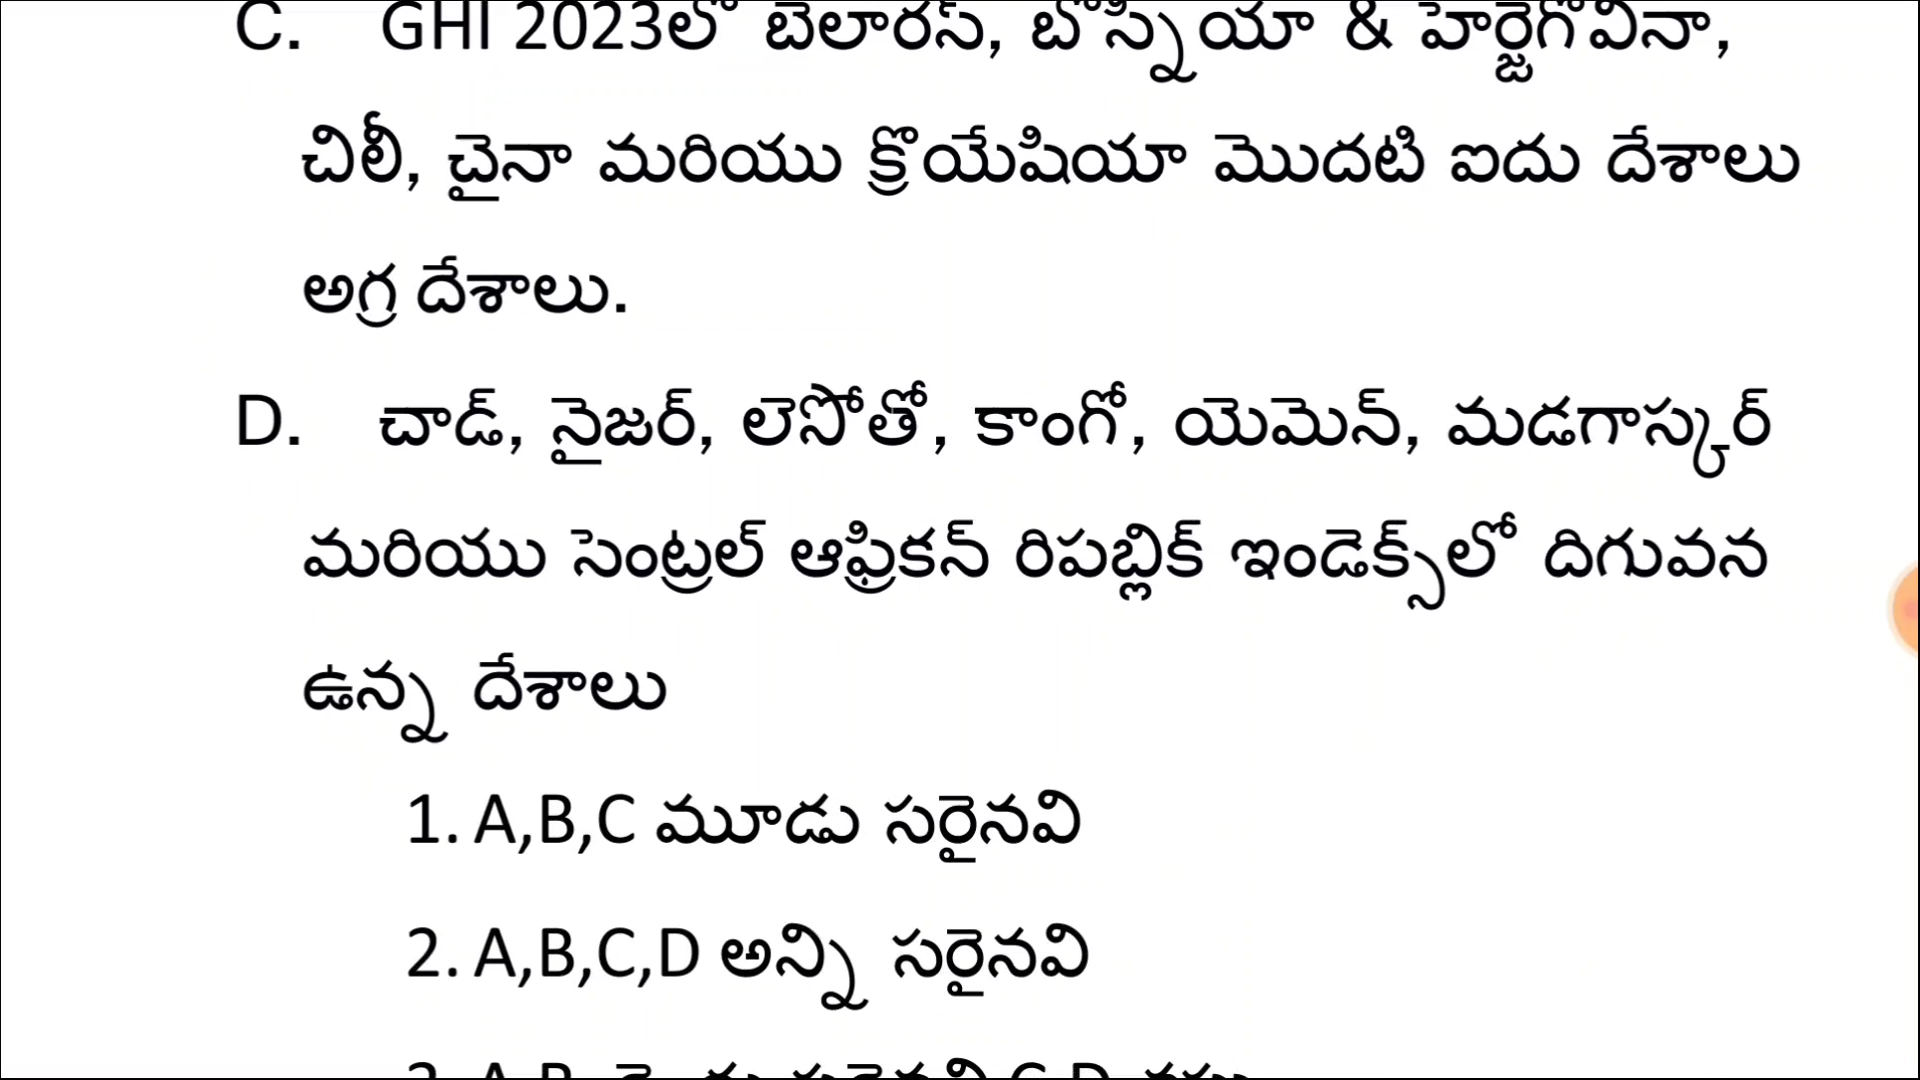 C. GHI 2023లో బెలారస్, బోస్నియా & హెర్జెగోవినా,
చిలీ, చైనా మరియు క్రొయేషియా మొదటి ఐదు దేశాలు
అగ్ర దేశాలు.
D. చాడ్, నైజర్, లెసోతో, కాంగో, యెమెన్, మడగాస్కర్
మరియు సెంట్రల్ ఆఫ్రికన్ రిపబ్లిక్ ఇండెక్స్‌లో దిగువన
ఉన్న దేశాలు
1. A,B,C మూడు సరైనవి
2. A,B,C,D అన్ని సరైనవి